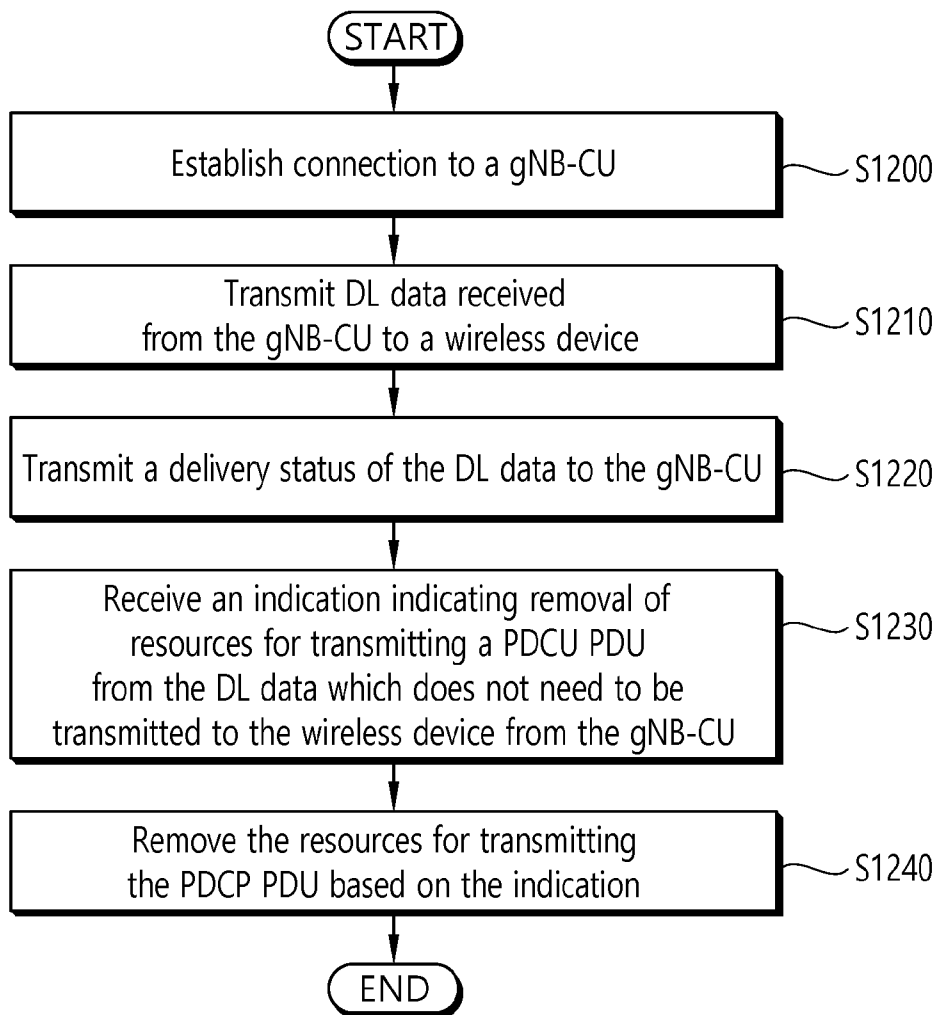 START
Establish connection to a gNB-CU
S1200
Transmit DL data received
from the gNB-CU to a wireless device
S1210
Transmit a delivery status of the DL data to the gNB-CU
S1220
Receive an indication indicating removal of
resources for transmitting a PDCU PDU
from the DL data which does not need to be
transmitted to the wireless device from the gNB-CU
S1230
Remove the resources for transmitting
the PDCP PDU based on the indication
S1240
END